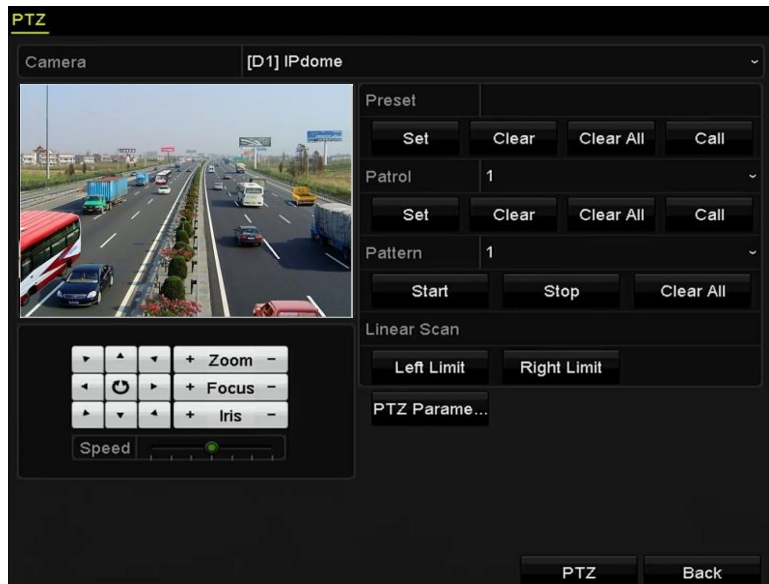 PTZ
Camera [D1] IPdome
Preset
Set Clear Clear All Call
Patrol 1
Set Clear Clear All Call
Pattern 1
Start Stop Clear All
Linear Scan
Left Limit Right Limit
PTZ Parame...
+ Zoom -
+ Focus -
+ Iris -
Speed
PTZ Back